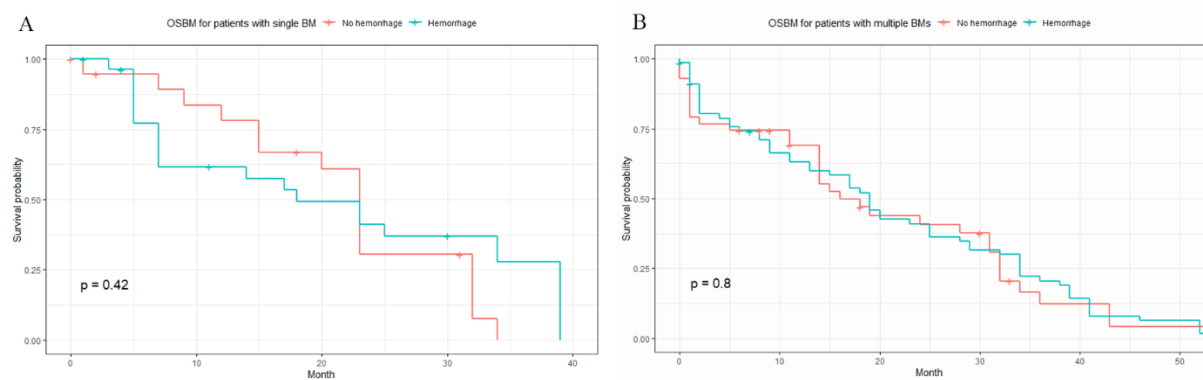 A
OSBM for patients with single BM No hemorrhage Hemorrhage
1.00
0.75
0.50
0.25
0.00
Survival probability
p = 0.42
0 10 20 30 40
Month
B
OSBM for patients with multiple BMs No hemorrhage Hemorrhage
1.00
0.75
0.50
0.25
0.00
Survival probability
p = 0.8
0 10 20 30 40 50
Month